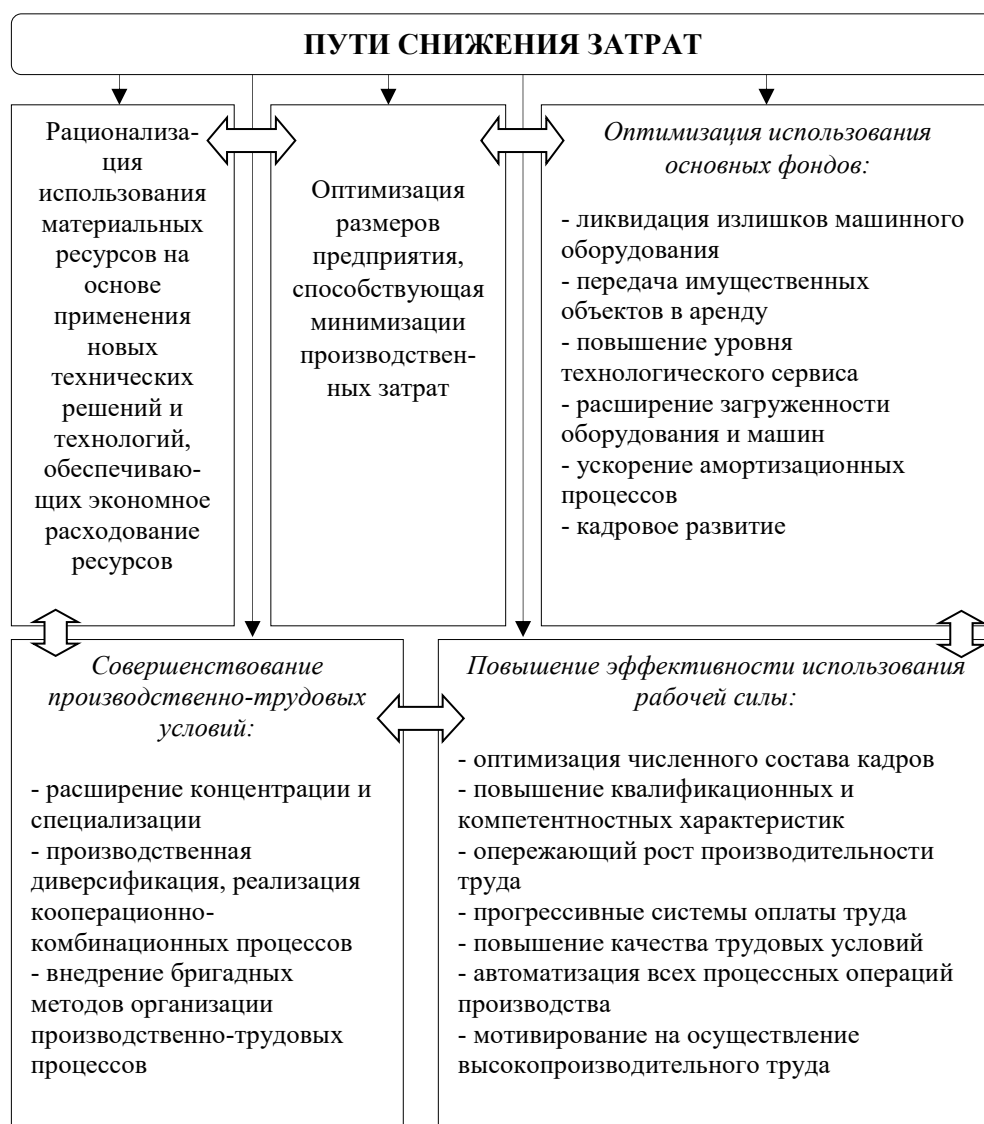 ПУТИ СНИЖЕНИЯ ЗАТРАТ
Рационализа-
ция
использования
материальных
ресурсов на
основе
применения
новых
технических
решений и
технологий,
обеспечиваю-
щих экономное
расходование
ресурсов
Оптимизация
размеров
предприятия,
способствующая
минимизации
производствен-
ных затрат
Оптимизация использования
основных фондов:
- ликвидация излишков машинного
оборудования
- передача имущественных
объектов в аренду
- повышение уровня
технологического сервиса
- расширение загруженности
оборудования и машин
- ускорение амортизационных
процессов
- кадровое развитие
Совершенствование
производственно-трудовых
условий:
- расширение концентрации и
специализации
- производственная
диверсификация, реализация
кооперационно-
комбинационных процессов
- внедрение бригадных
методов организации
производственно-трудовых
процессов
Повышение эффективности использования
рабочей силы:
- оптимизация численного состава кадров
- повышение квалификационных и
компетентностных характеристик
- опережающий рост производительности
труда
- прогрессивные системы оплаты труда
- повышение качества трудовых условий
- автоматизация всех процессных операций
производства
- мотивирование на осуществление
высокопроизводительного труда